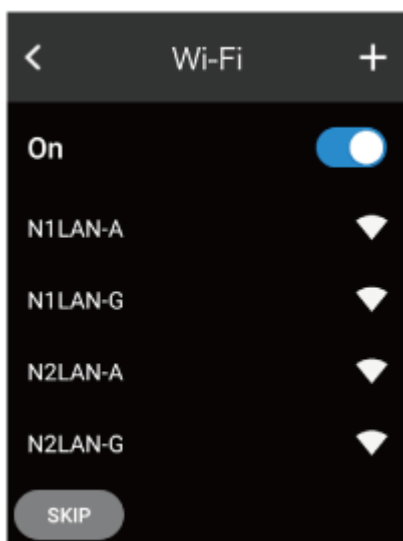 Wi-Fi
On
N1LAN-A
N1LAN-G
N2LAN-A
N2LAN-G
SKIP